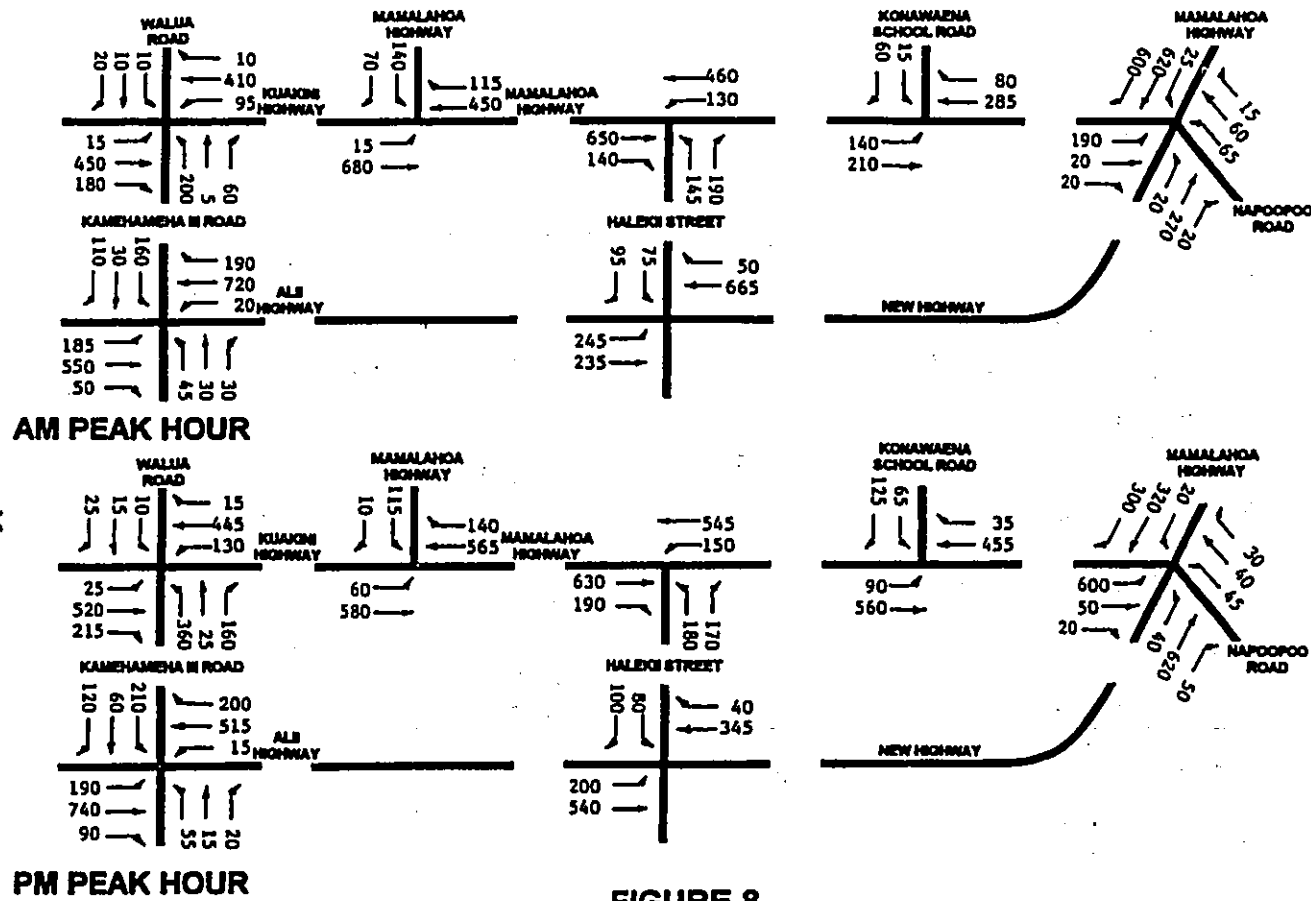 WALUA
ROAD
20 10 10
10
410
95
KUAKINI
HIGHWAY
15
450
180
200 5 60
MAMALAHOA
HIGHWAY
70 140
115
450
15
680
MAMALAHOA
HIGHWAY
460
130
650
140
145 190
KONAWAENA
SCHOOL ROAD
60 15
80
285
140
210
MAMALAHOA
HIGHWAY
600 620 25
15
60
65
190
20
20
20 270 20
NAPOOPOO
ROAD
KAMEHAMEHA III ROAD
110 30 160
190
720
20
ALII
HIGHWAY
185
550
50
45 30 30
HALEKII STREET
95 75
50
665
245
235
NEW HIGHWAY
AM PEAK HOUR
WALUA
ROAD
25 15 10
15
445
130
KUAKINI
HIGHWAY
25
520
215
360 25 160
MAMALAHOA
HIGHWAY
10 115
140
565
60
580
MAMALAHOA
HIGHWAY
545
150
630
190
180 170
KONAWAENA
SCHOOL ROAD
125 65
35
455
90
560
MAMALAHOA
HIGHWAY
300 320 20
30
40
45
600
50
20
40 620 50
NAPOOPOO
ROAD
KAMEHAMEHA III ROAD
120 60 210
200
515
15
ALII
HIGHWAY
190
740
90
55 15 20
HALEKII STREET
100 80
40
345
200
540
NEW HIGHWAY
PM PEAK HOUR
FIGURE 8